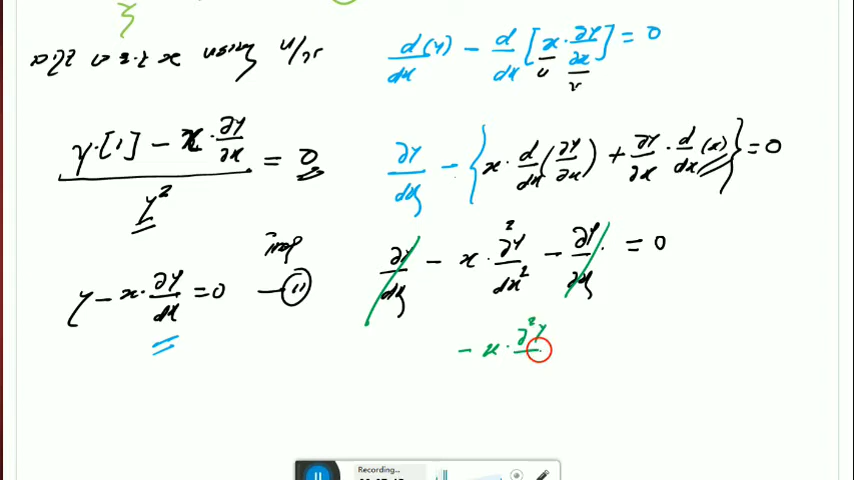 Diff w.r.t x using u/v
y·[1] − x·∂y/∂x
= 0
y²
y − x·∂y/dx = 0 — (11)
imp
d/dx (y) − d/dx [x·∂y/∂x] = 0
u
v
∂y/dx − {x·d/dx(∂y/∂x) + ∂y/∂x·d/dx(x)} = 0
∂y/dx − x·∂²y/dx² − ∂y/dx = 0
− x·∂²y
Recording...